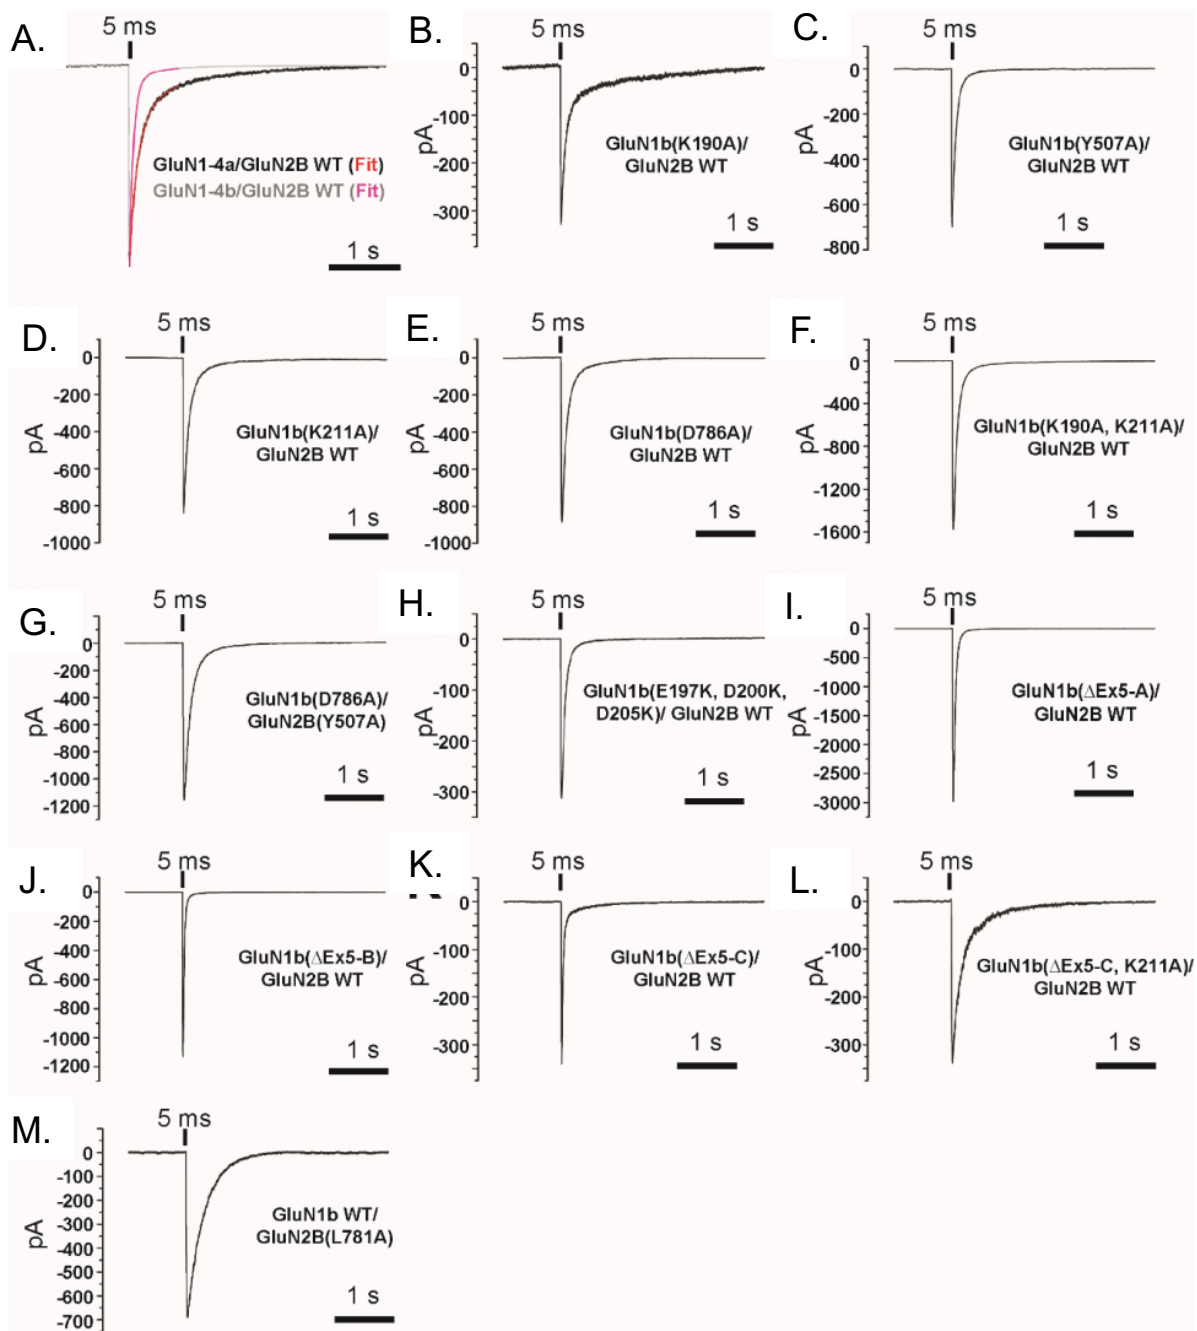 A.
5 ms
GluN1-4a/GluN2B WT (Fit)
GluN1-4b/GluN2B WT (Fit)
1 s
B.
5 ms
0
-100
-200
-300
pA
GluN1b(K190A)/
GluN2B WT
1 s
C.
5 ms
0
-200
-400
-600
-800
pA
GluN1b(Y507A)/
GluN2B WT
1 s
D.
5 ms
0
-200
-400
-600
-800
-1000
pA
GluN1b(K211A)/
GluN2B WT
1 s
E.
5 ms
0
-200
-400
-600
-800
-1000
pA
GluN1b(D786A)/
GluN2B WT
1 s
F.
5 ms
0
-400
-800
-1200
-1600
pA
GluN1b(K190A, K211A)/
GluN2B WT
1 s
G.
5 ms
0
-200
-400
-600
-800
-1000
-1200
pA
GluN1b(D786A)/
GluN2B(Y507A)
1 s
H.
5 ms
0
-100
-200
-300
pA
GluN1b(E197K, D200K,
D205K)/ GluN2B WT
1 s
I.
5 ms
0
-500
-1000
-1500
-2000
-2500
-3000
pA
GluN1b(ΔEx5-A)/
GluN2B WT
1 s
J.
5 ms
0
-200
-400
-600
-800
-1000
-1200
pA
GluN1b(ΔEx5-B)/
GluN2B WT
1 s
K.
5 ms
0
-100
-200
-300
pA
GluN1b(ΔEx5-C)/
GluN2B WT
1 s
L.
5 ms
0
-100
-200
-300
pA
GluN1b(ΔEx5-C, K211A)/
GluN2B WT
1 s
M.
5 ms
0
-100
-200
-300
-400
-500
-600
-700
pA
GluN1b WT/
GluN2B(L781A)
1 s